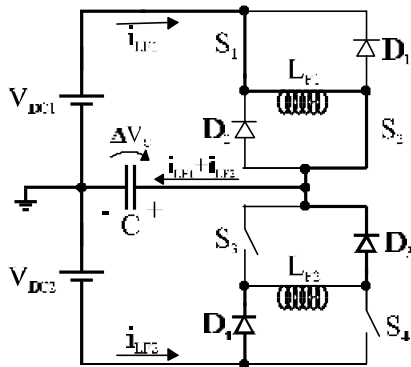 i_LF1
S_1
D_1
L_F1
V_DC1
D_2
S_2
ΔV_c
i_LF1+i_LF2
- C +
S_3
D_3
L_F2
V_DC2
D_4
S_4
i_LF2